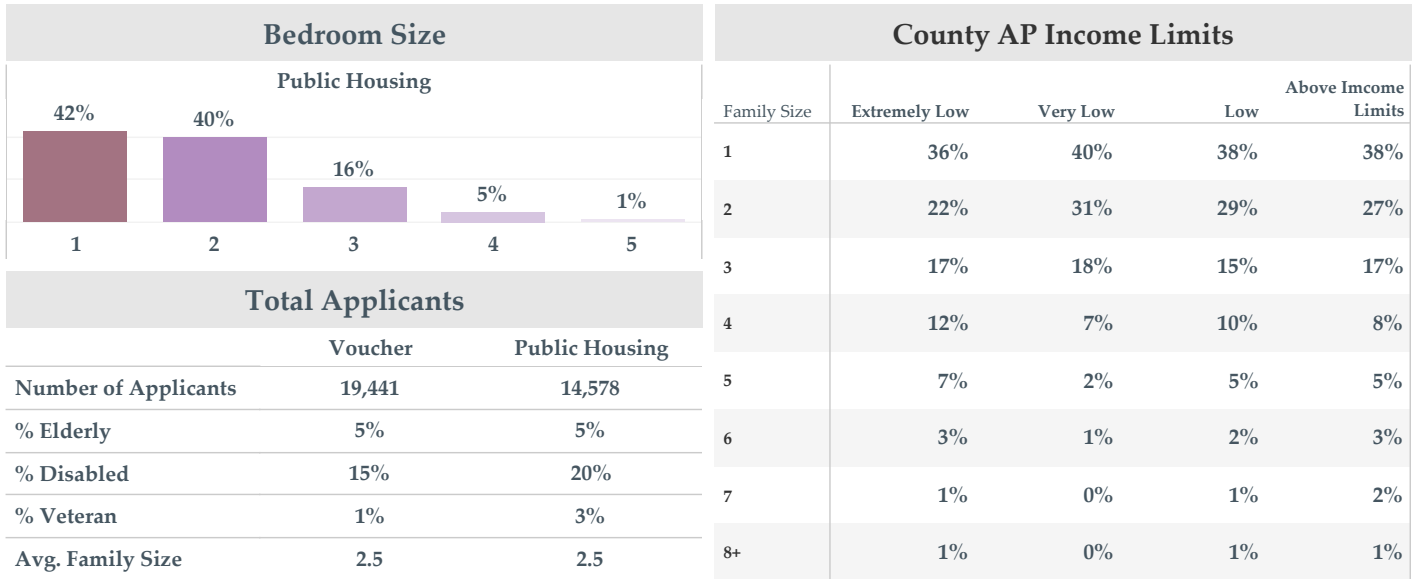 Bedroom Size
Public Housing
42% 40% 16% 5% 1%
1 2 3 4 5
Total Applicants
Voucher Public Housing
Number of Applicants 19,441 14,578
% Elderly 5% 5%
% Disabled 15% 20%
% Veteran 1% 3%
Avg. Family Size 2.5 2.5
County AP Income Limits
Above Imcome
Family Size Extremely Low Very Low Low Limits
1 36% 40% 38% 38%
2 22% 31% 29% 27%
3 17% 18% 15% 17%
4 12% 7% 10% 8%
5 7% 2% 5% 5%
6 3% 1% 2% 3%
7 1% 0% 1% 2%
8+ 1% 0% 1% 1%